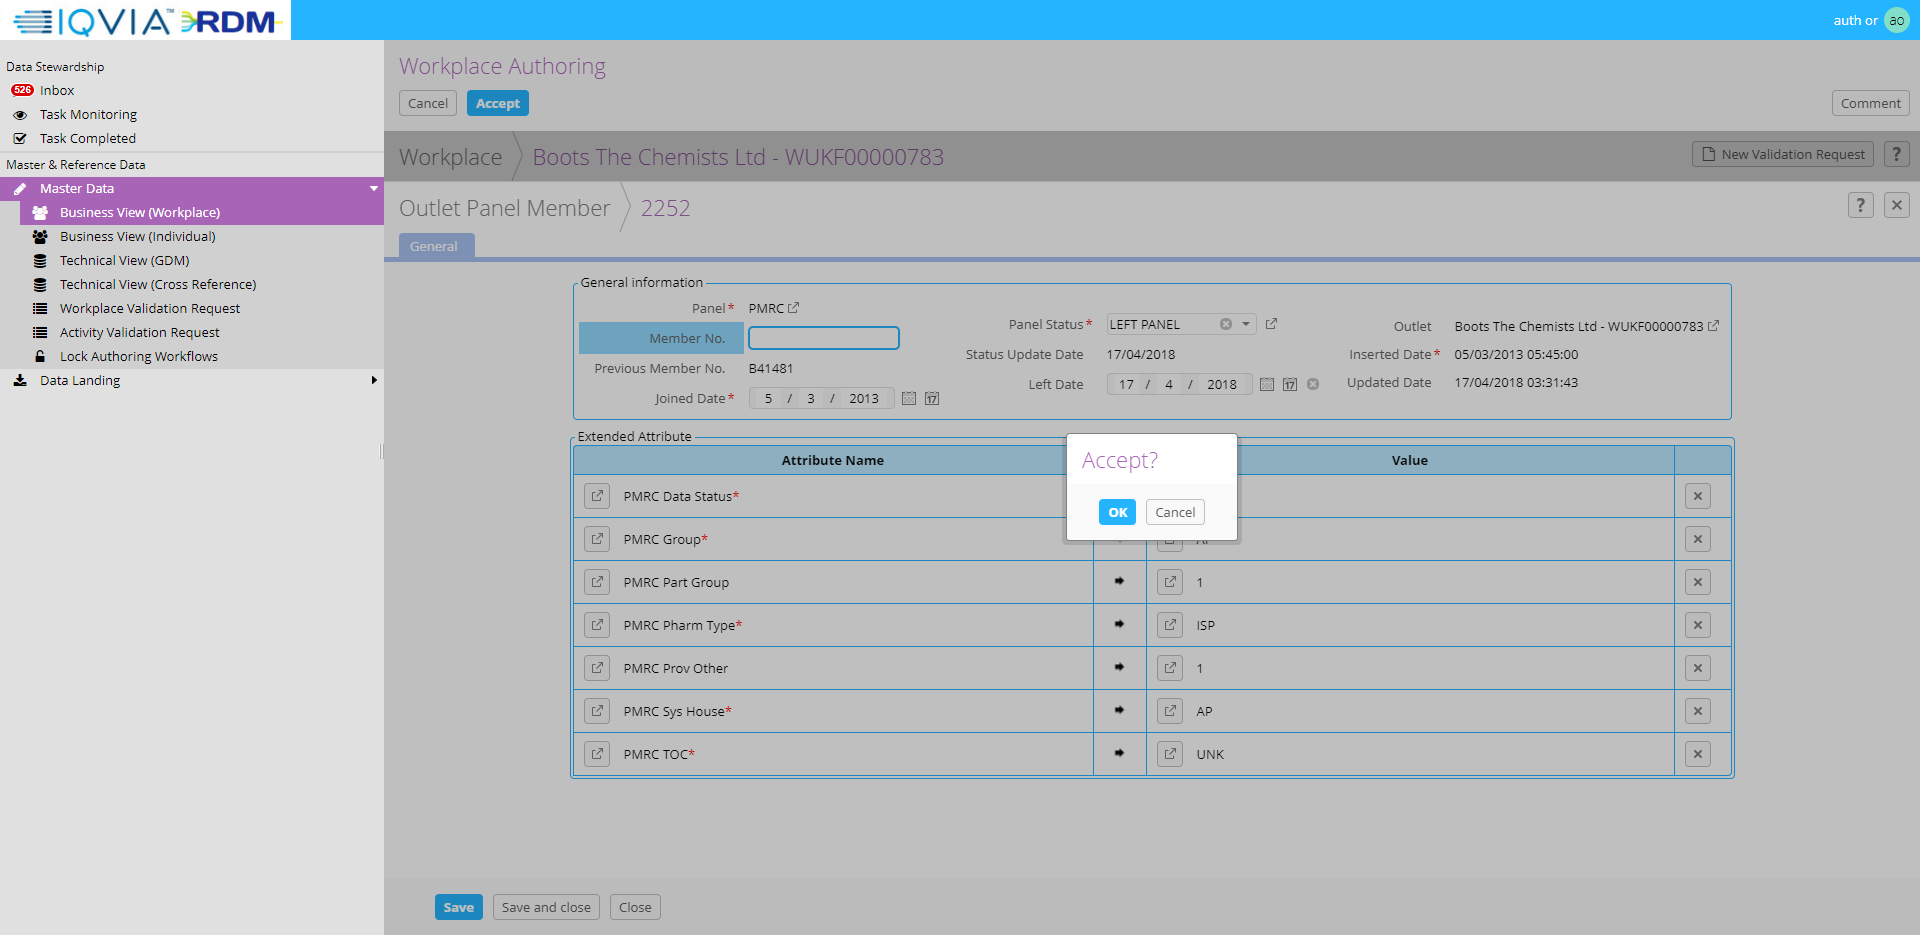 IQVIA™ RDM
auth or ao
Data Stewardship
526 Inbox
Task Monitoring
Task Completed
Master & Reference Data
Master Data
Business View (Workplace)
Business View (Individual)
Technical View (GDM)
Technical View (Cross Reference)
Workplace Validation Request
Activity Validation Request
Lock Authoring Workflows
Data Landing
Workplace Authoring
Cancel Accept Comment
Workplace Boots The Chemists Ltd - WUKF00000783 New Validation Request ?
Outlet Panel Member 2252 ?
General
General information
Panel* PMRC
Member No.
Previous Member No. B41481
Joined Date* 5 / 3 / 2013 17
Panel Status* LEFT PANEL
Status Update Date 17/04/2018
Left Date 17 / 4 / 2018 17
Outlet Boots The Chemists Ltd - WUKF00000783
Inserted Date* 05/03/2013 05:45:00
Updated Date 17/04/2018 03:31:43
Extended Attribute
Attribute Name Value
PMRC Data Status*
PMRC Group*
PMRC Part Group 1
PMRC Pharm Type* ISP
PMRC Prov Other 1
PMRC Sys House* AP
PMRC TOC* UNK
Accept?
OK Cancel
Save Save and close Close